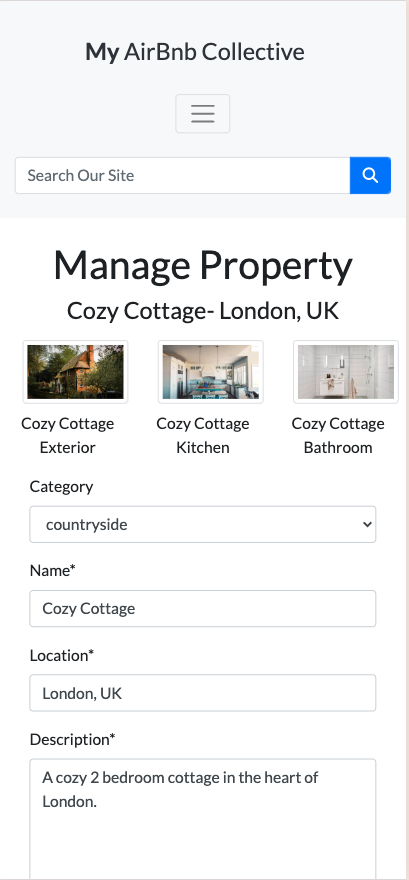 My AirBnb Collective
Search Our Site
Manage Property
Cozy Cottage- London, UK
Cozy Cottage
Exterior
Cozy Cottage
Kitchen
Cozy Cottage
Bathroom
Category
countryside
Name*
Cozy Cottage
Location*
London, UK
Description*
A cozy 2 bedroom cottage in the heart of
London.